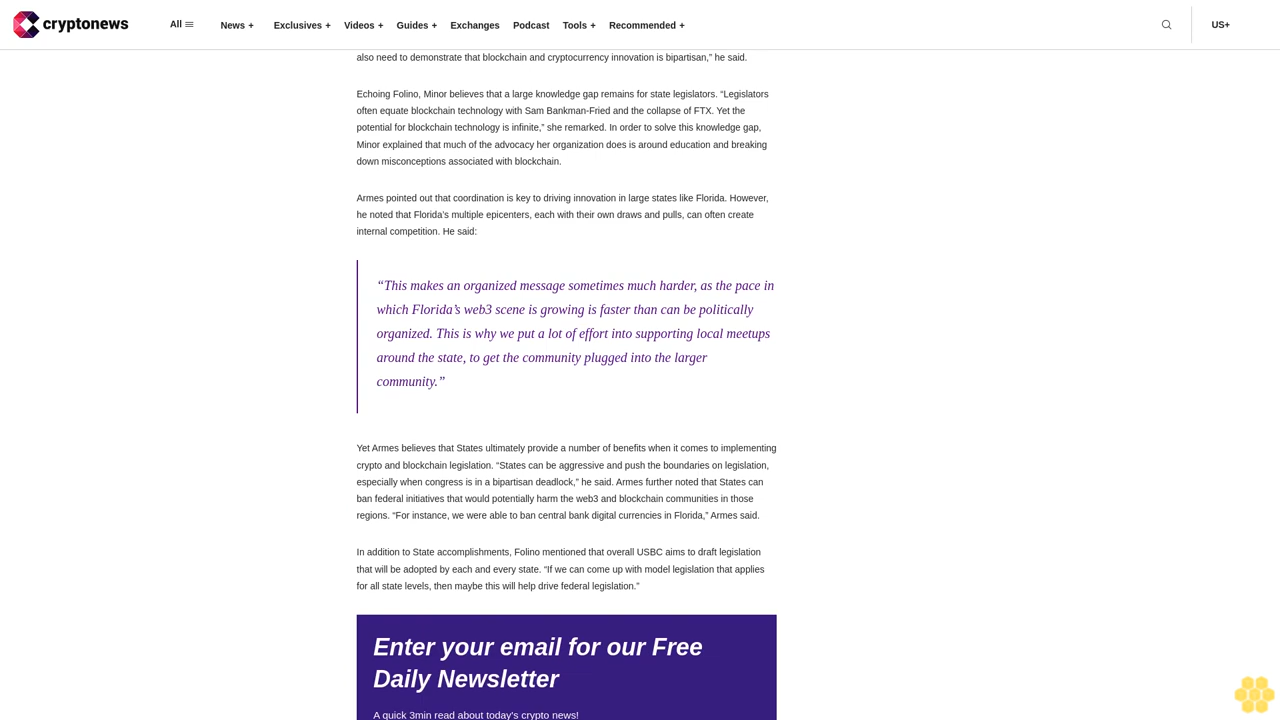 cryptonews
All
News +
Exclusives +
Videos +
Guides +
Exchanges
Podcast
Tools +
Recommended +
US+
also need to demonstrate that blockchain and cryptocurrency innovation is bipartisan,” he said.
Echoing Folino, Minor believes that a large knowledge gap remains for state legislators. “Legislators
often equate blockchain technology with Sam Bankman-Fried and the collapse of FTX. Yet the
potential for blockchain technology is infinite,” she remarked. In order to solve this knowledge gap,
Minor explained that much of the advocacy her organization does is around education and breaking
down misconceptions associated with blockchain.
Armes pointed out that coordination is key to driving innovation in large states like Florida. However,
he noted that Florida’s multiple epicenters, each with their own draws and pulls, can often create
internal competition. He said:
“This makes an organized message sometimes much harder, as the pace in
which Florida’s web3 scene is growing is faster than can be politically
organized. This is why we put a lot of effort into supporting local meetups
around the state, to get the community plugged into the larger
community.”
Yet Armes believes that States ultimately provide a number of benefits when it comes to implementing
crypto and blockchain legislation. “States can be aggressive and push the boundaries on legislation,
especially when congress is in a bipartisan deadlock,” he said. Armes further noted that States can
ban federal initiatives that would potentially harm the web3 and blockchain communities in those
regions. “For instance, we were able to ban central bank digital currencies in Florida,” Armes said.
In addition to State accomplishments, Folino mentioned that overall USBC aims to draft legislation
that will be adopted by each and every state. “If we can come up with model legislation that applies
for all state levels, then maybe this will help drive federal legislation.”
Enter your email for our Free
Daily Newsletter
A quick 3min read about today's crypto news!